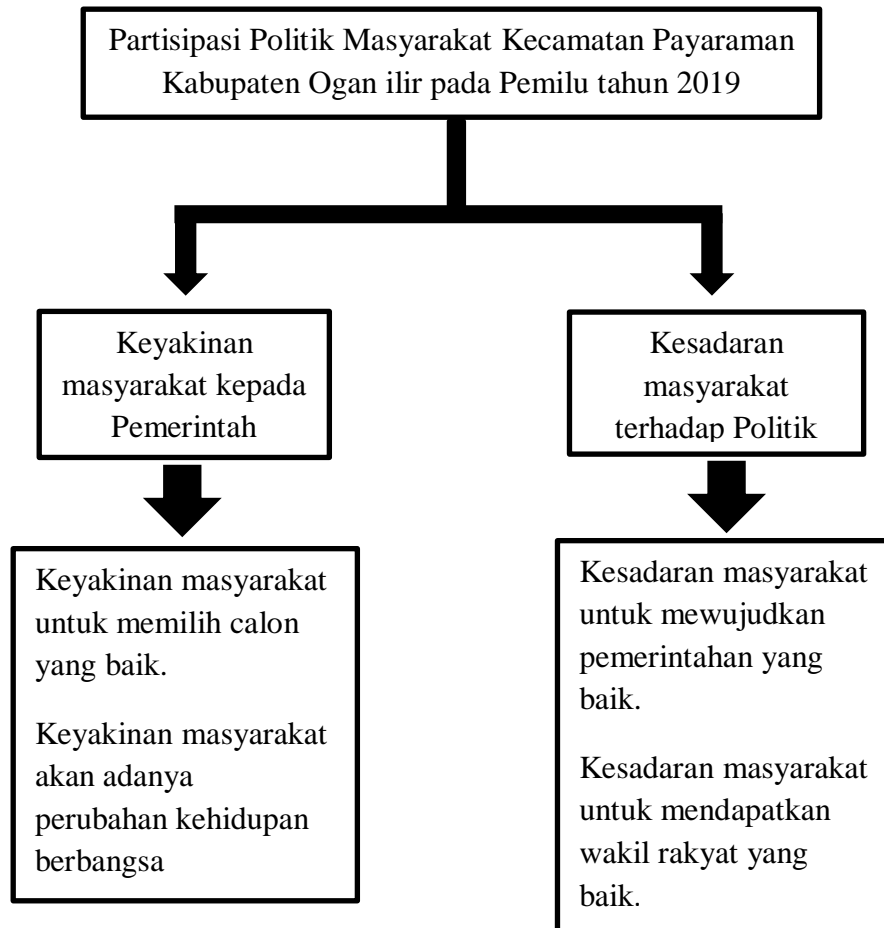 Partisipasi Politik Masyarakat Kecamatan Payaraman
Kabupaten Ogan ilir pada Pemilu tahun 2019
Keyakinan
masyarakat kepada
Pemerintah
Kesadaran
masyarakat
terhadap Politik
Keyakinan masyarakat
untuk memilih calon
yang baik.
Keyakinan masyarakat
akan adanya
perubahan kehidupan
berbangsa
Kesadaran masyarakat
untuk mewujudkan
pemerintahan yang
baik.
Kesadaran masyarakat
untuk mendapatkan
wakil rakyat yang
baik.